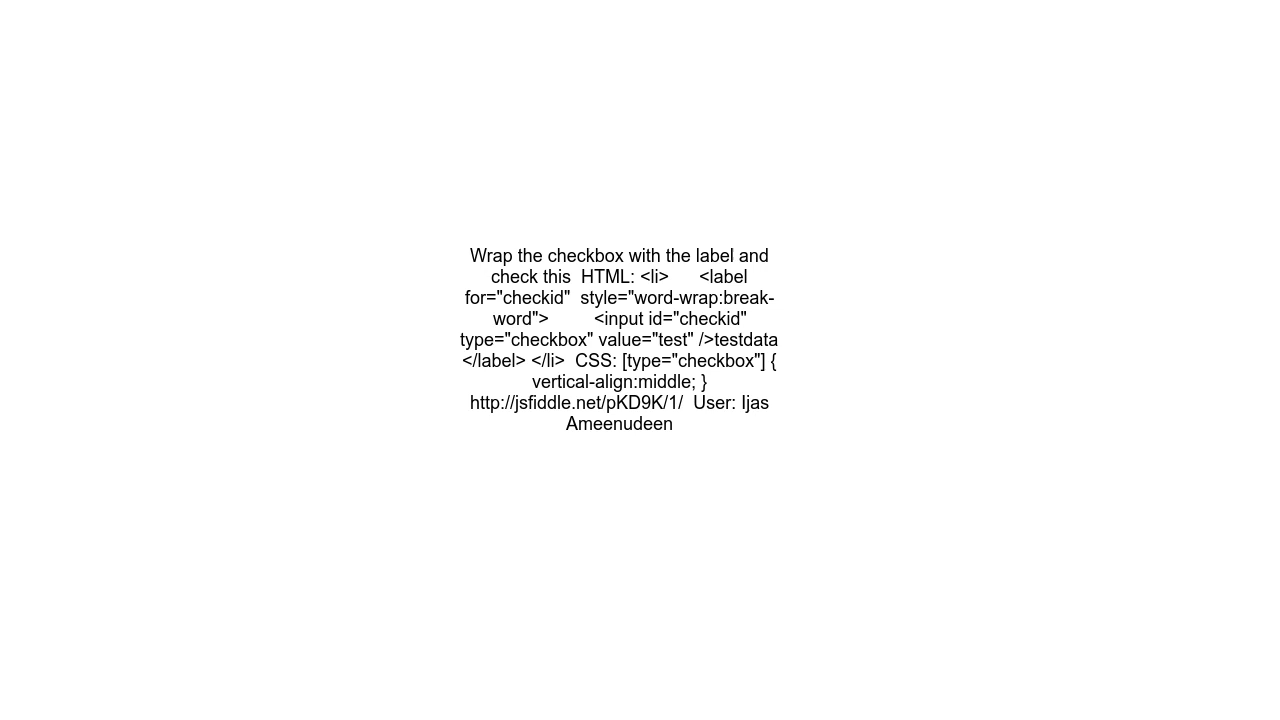 Wrap the checkbox with the label and
check this  HTML: <li>      <label
for="checkid"  style="word-wrap:break-
word">         <input id="checkid"
type="checkbox" value="test" />testdata
</label> </li>  CSS: [type="checkbox"] {
vertical-align:middle; }
http://jsfiddle.net/pKD9K/1/  User: Ijas
Ameenudeen